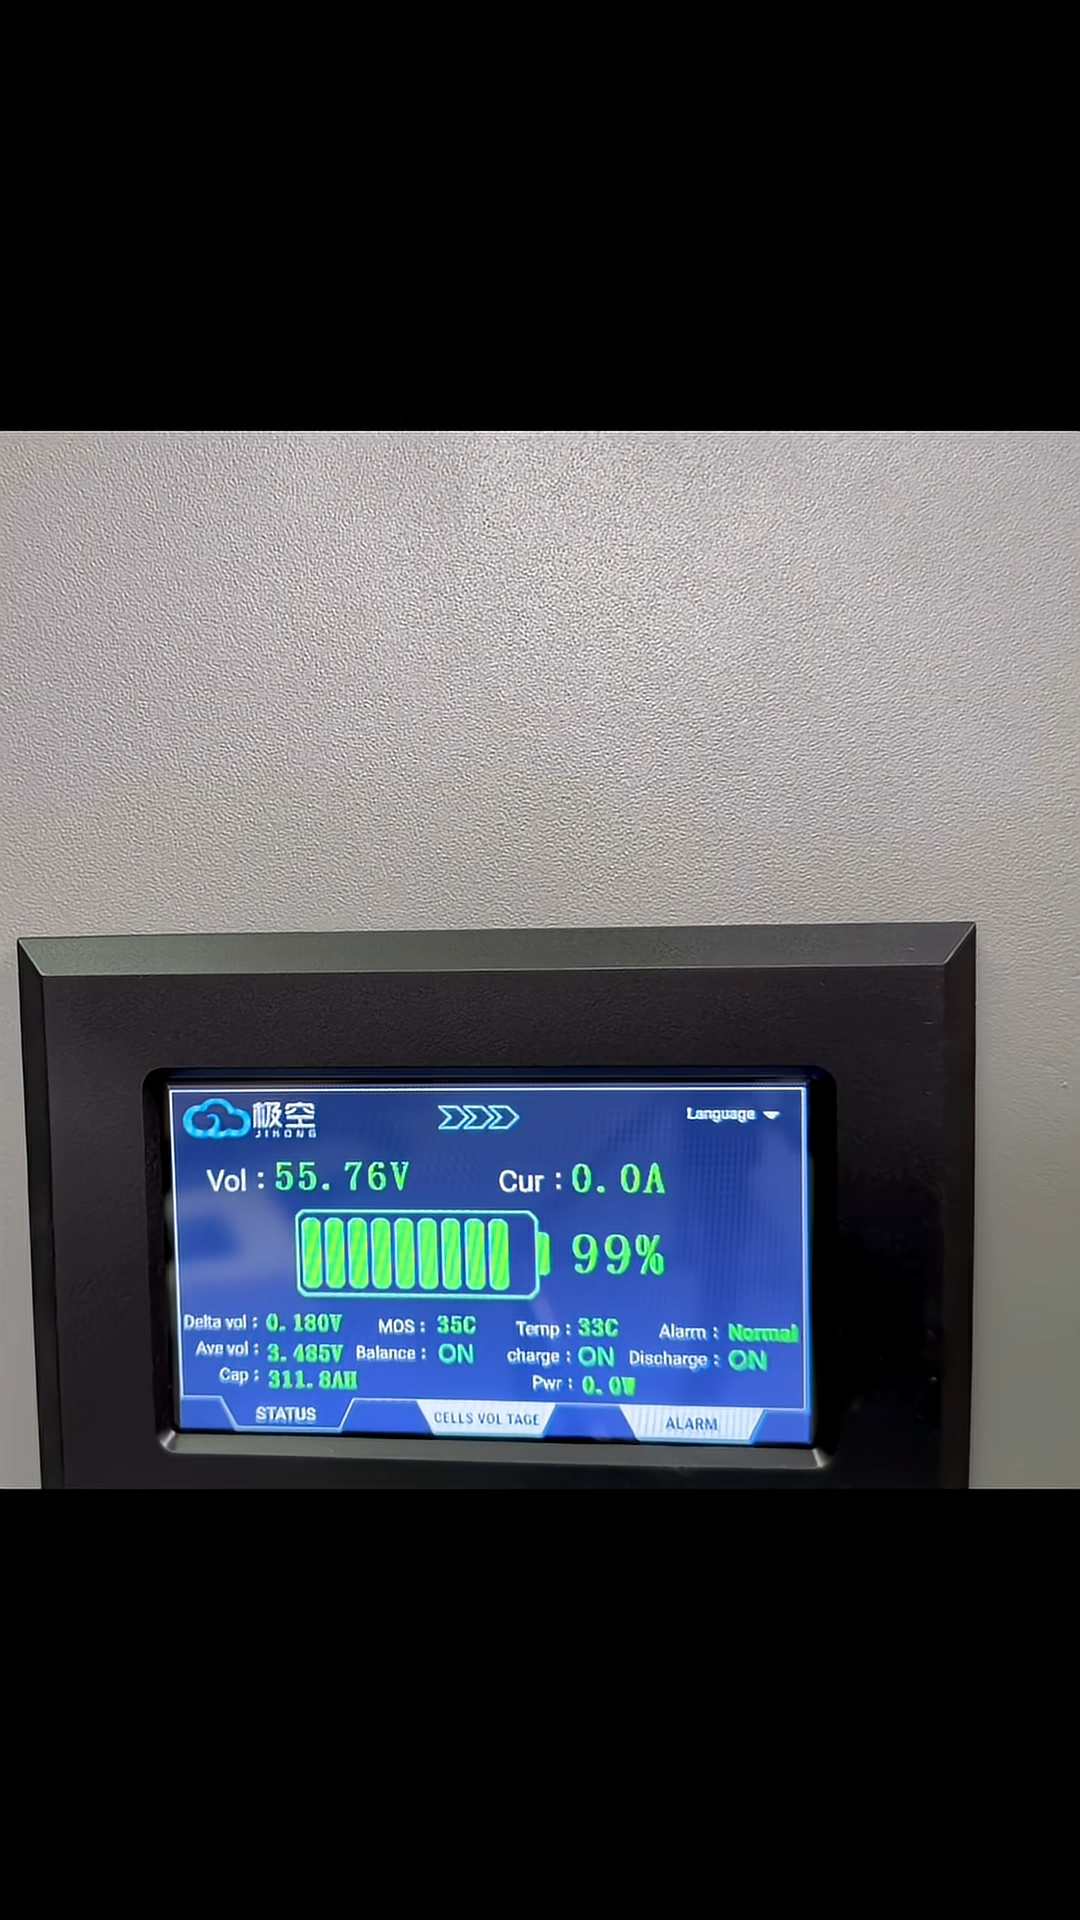 极空 JIKONG
Language
Vol : 55.76V Cur : 0.0A
99%
Delta vol : 0.180V MOS : 35C Temp : 33C Alarm : Normal
Ave vol : 3.485V Balance : ON charge : ON Discharge : ON
Cap : 311.8AH Pwr : 0.0W
STATUS CELLS VOL TAGE ALARM